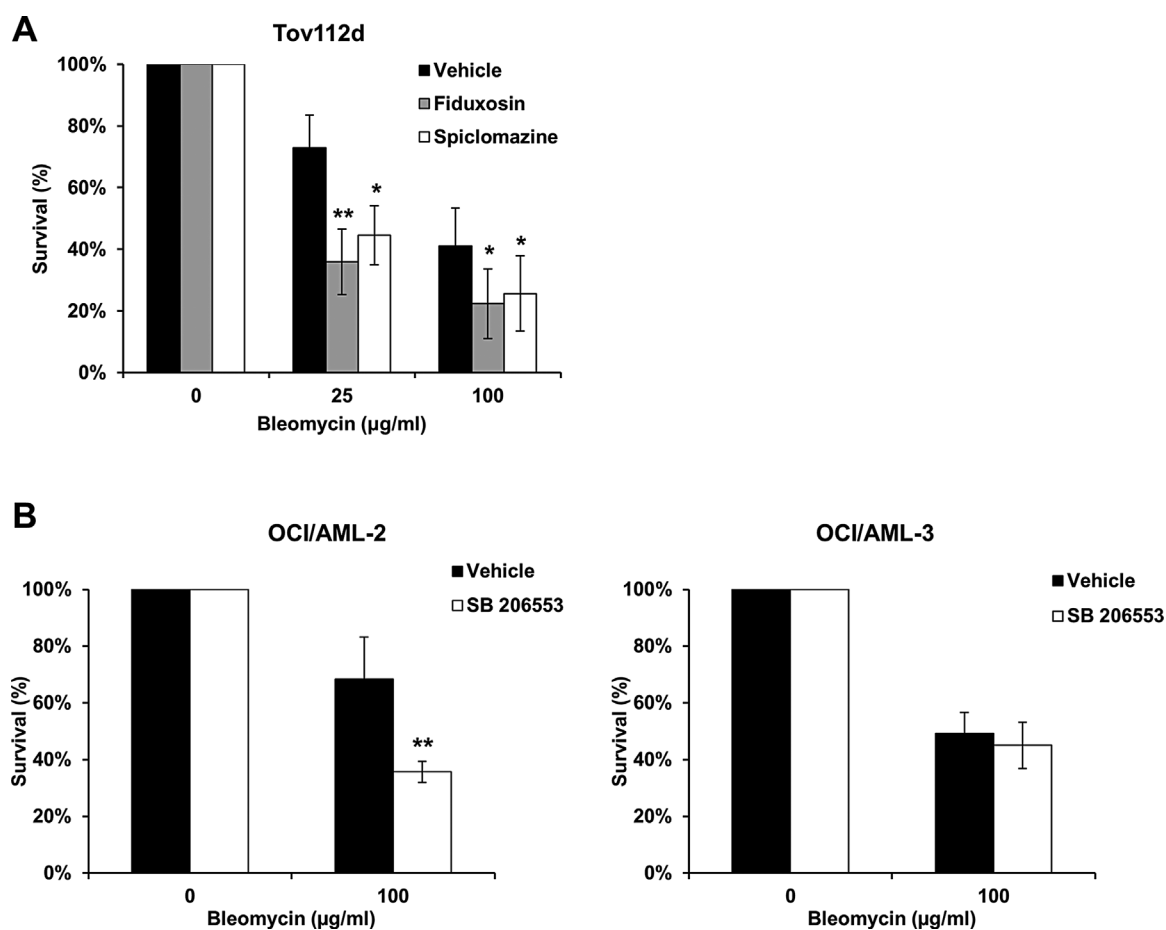 A
Tov112d
100%
80%
60%
40%
20%
0%
Survival (%)
Vehicle
Fiduxosin
Spiclomazine
**
*
*
*
0
25
100
Bleomycin (µg/ml)
B
OCI/AML-2
100%
80%
60%
40%
20%
0%
Survival (%)
Vehicle
SB 206553
**
0
100
Bleomycin (µg/ml)
OCI/AML-3
100%
80%
60%
40%
20%
0%
Survival (%)
Vehicle
SB 206553
0
100
Bleomycin (µg/ml)